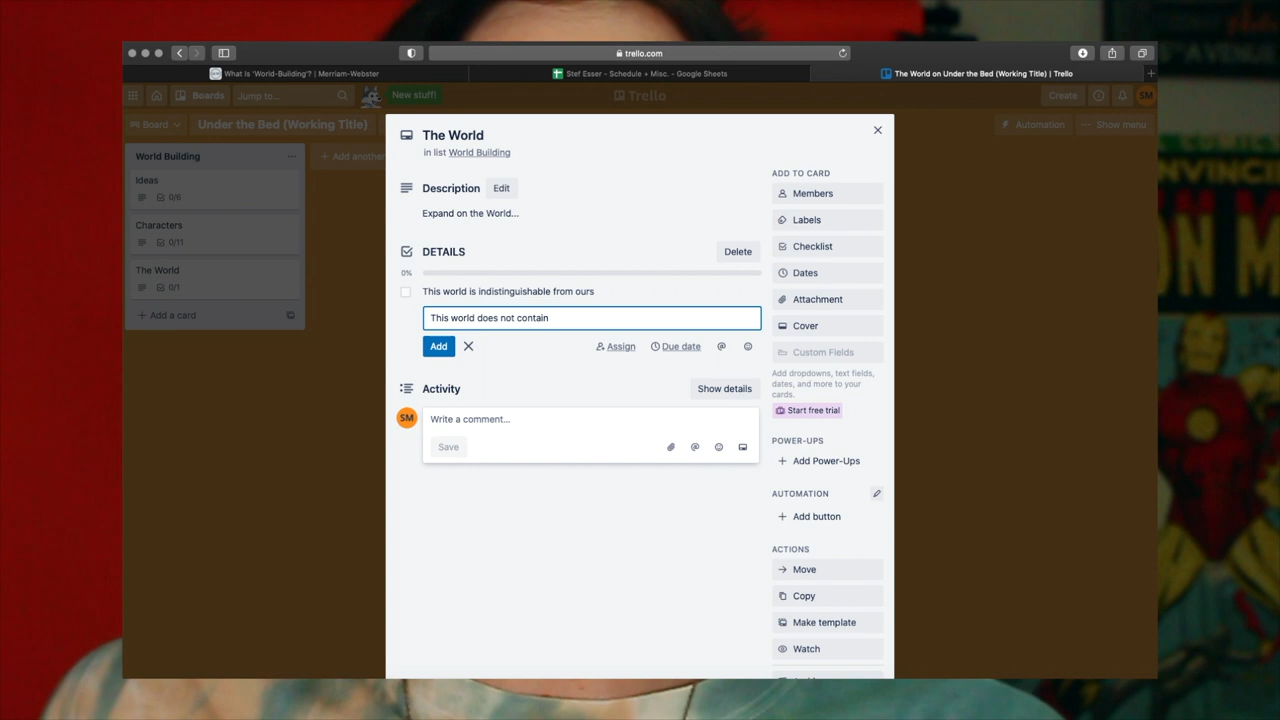 trello.com
What Is 'World-Building'? | Merriam-Webster
Stef Esser - Schedule + Misc. - Google Sheets
The World on Under the Bed (Working Title) | Trello
Boards
Jump to...
New stuff!
Trello
Create
SM
Board
Under the Bed (Working Title)
Automation
Show menu
World Building
Add another
Ideas
0/6
Characters
0/11
The World
0/1
Add a card
The World
in list World Building
Description
Edit
Expand on the World...
DETAILS
Delete
0%
This world is indistinguishable from ours
This world does not contain
Add
Assign
Due date
Activity
Show details
SM
Write a comment...
Save
ADD TO CARD
Members
Labels
Checklist
Dates
Attachment
Cover
Custom Fields
Add dropdowns, text fields,
dates, and more to your
cards.
Start free trial
POWER-UPS
Add Power-Ups
AUTOMATION
Add button
ACTIONS
Move
Copy
Make template
Watch
INVINCIB